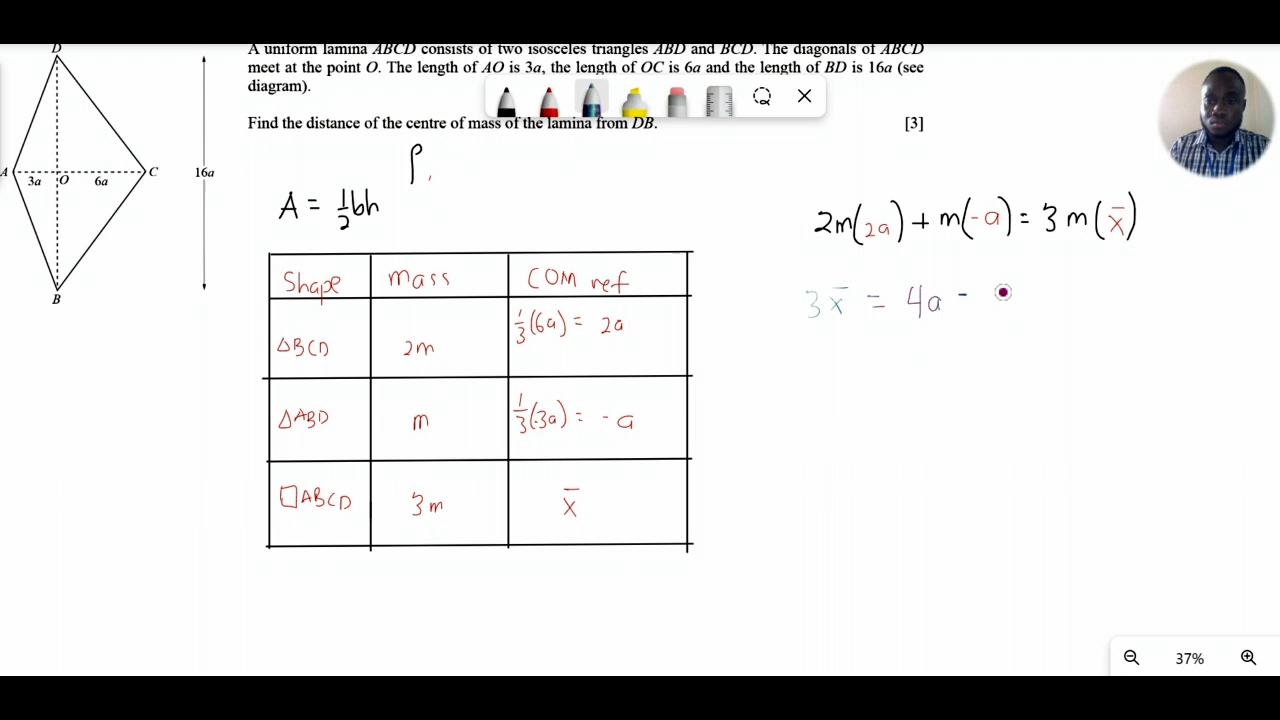 D
A uniform lamina ABCD consists of two isosceles triangles ABD and BCD. The diagonals of ABCD
meet at the point O. The length of AO is 3a, the length of OC is 6a and the length of BD is 16a (see
diagram).
Find the distance of the centre of mass of the lamina from DB. [3]
A 3a O 6a C 16a
B
ρ,
A = 1/2 bh
2m(2a) + m(-a) = 3m(x̄)
3x̄ = 4a -
Shape mass COM ref
△BCD 2m 1/3(6a) = 2a
△ABD m 1/3(-3a) = -a
□ABCD 3m x̄
37%